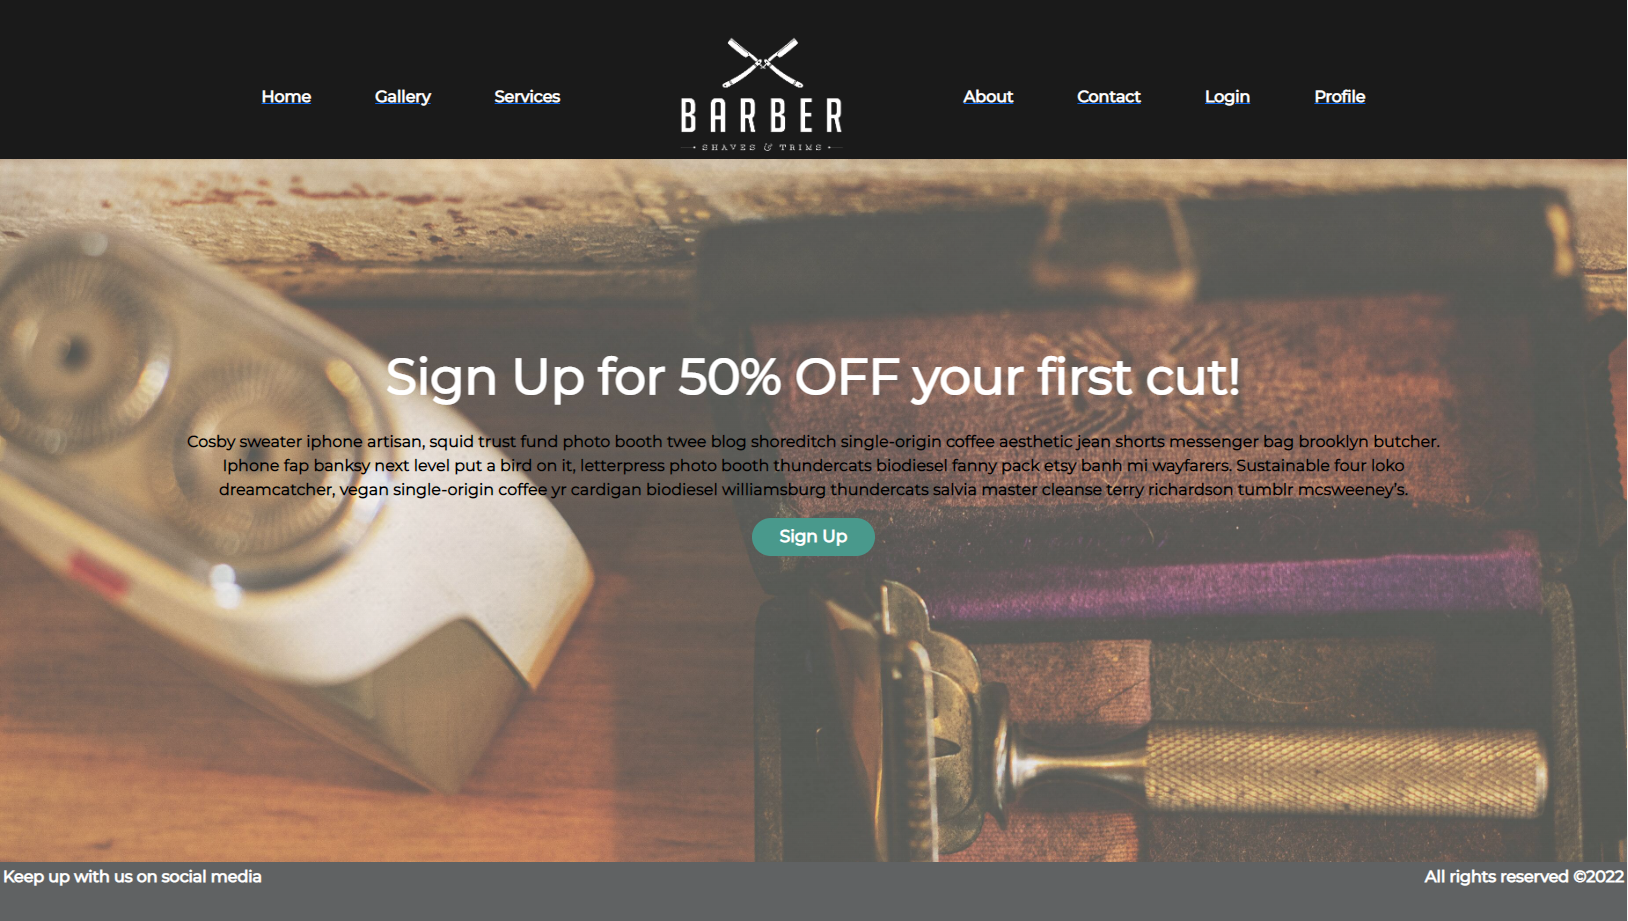 Home Gallery Services
BARBER
SHAVES & TRIMS
About Contact Login Profile
Sign Up for 50% OFF your first cut!
Cosby sweater iphone artisan, squid trust fund photo booth twee blog shoreditch single-origin coffee aesthetic jean shorts messenger bag brooklyn butcher.
Iphone fap banksy next level put a bird on it, letterpress photo booth thundercats biodiesel fanny pack etsy banh mi wayfarers. Sustainable four loko
dreamcatcher, vegan single-origin coffee yr cardigan biodiesel williamsburg thundercats salvia master cleanse terry richardson tumblr mcsweeney's.
Sign Up
Keep up with us on social media
All rights reserved ©2022